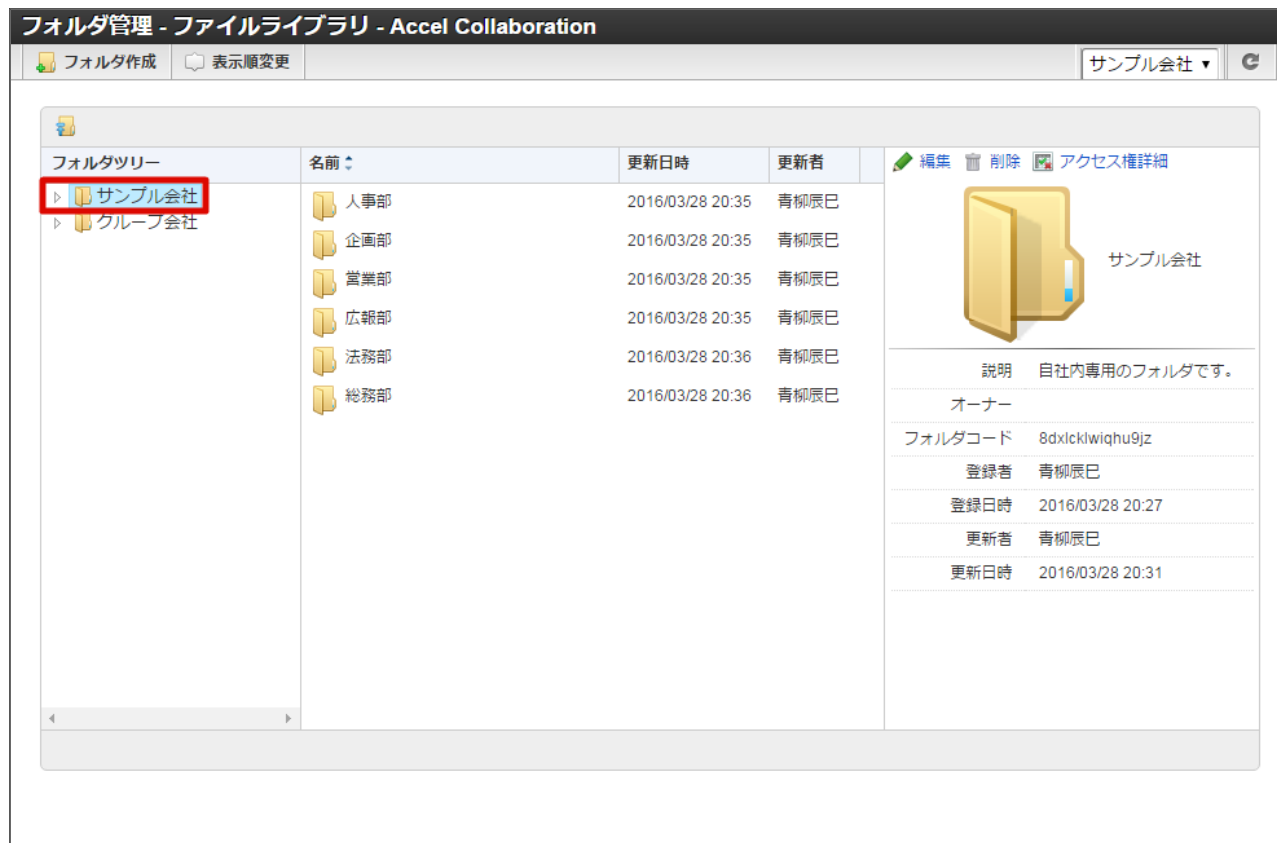 フォルダ管理 - ファイルライブラリ - Accel Collaboration
フォルダ作成 表示順変更 サンプル会社
フォルダツリー
サンプル会社
グループ会社
名前 更新日時 更新者
人事部 2016/03/28 20:35 青柳辰巳
企画部 2016/03/28 20:35 青柳辰巳
営業部 2016/03/28 20:35 青柳辰巳
広報部 2016/03/28 20:35 青柳辰巳
法務部 2016/03/28 20:36 青柳辰巳
総務部 2016/03/28 20:36 青柳辰巳
編集 削除 アクセス権詳細
サンプル会社
説明 自社内専用のフォルダです。
オーナー
フォルダコード 8dxlcklwiqhu9jz
登録者 青柳辰巳
登録日時 2016/03/28 20:27
更新者 青柳辰巳
更新日時 2016/03/28 20:31